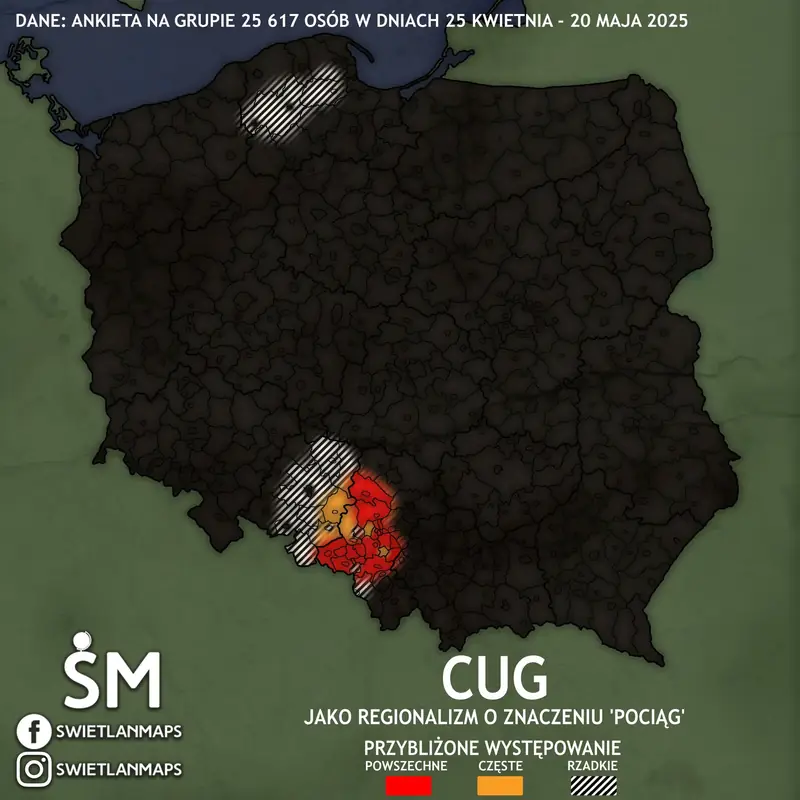 DANE: ANKIETA NA GRUPIE 25 617 OSÓB W DNIACH 25 KWIETNIA - 20 MAJA 2025
ŚM
SWIETLANMAPS
SWIETLANMAPS
CUG
JAKO REGIONALIZM O ZNACZENIU 'POCIĄG'
PRZYBLIŻONE WYSTĘPOWANIE
POWSZECHNE CZĘSTE RZADKIE